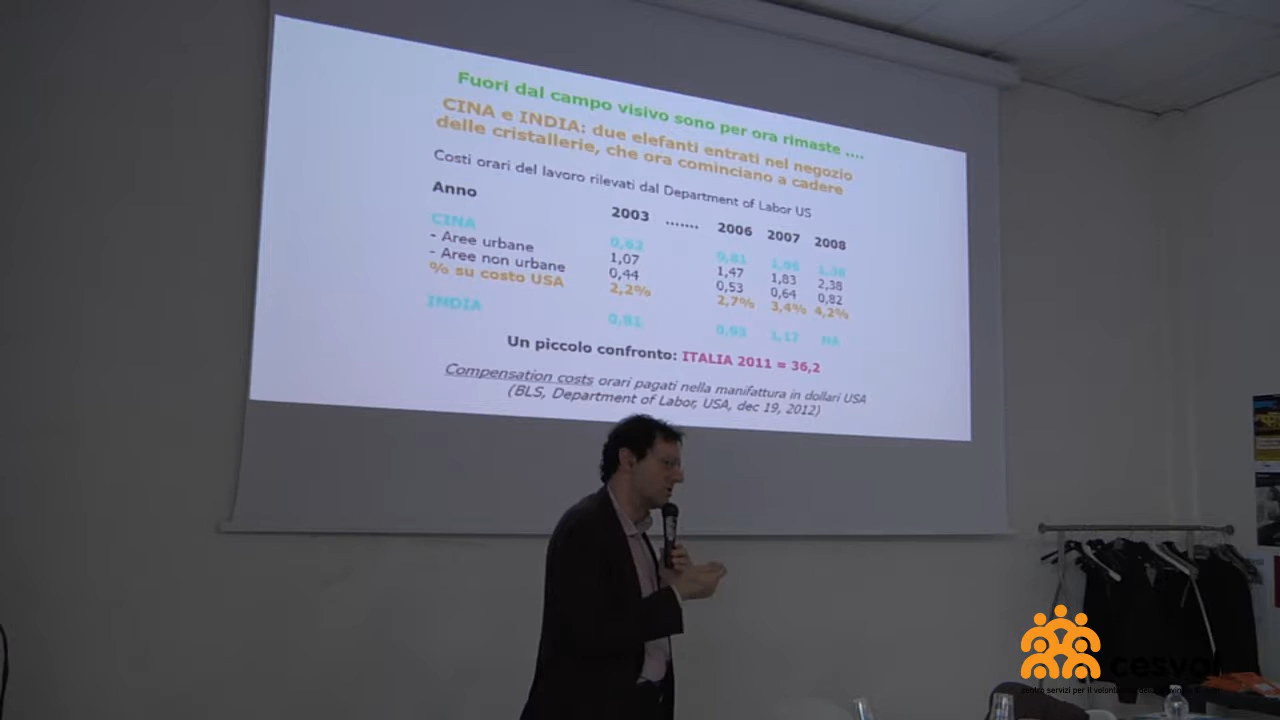 Fuori dal campo visivo sono per ora rimaste ....
CINA e INDIA: due elefanti entrati nel negozio
delle cristallerie, che ora cominciano a cadere
Costi orari del lavoro rilevati dal Department of Labor US
Anno 2003 ....... 2006 2007 2008
CINA 0,62 0,81 1,06 1,36
- Aree urbane 1,07 1,47 1,83 2,38
- Aree non urbane 0,44 0,53 0,64 0,82
% su costo USA 2,2% 2,7% 3,4% 4,2%
INDIA 0,81 0,93 1,17 NA
Un piccolo confronto: ITALIA 2011 = 36,2
Compensation costs orari pagati nella manifattura in dollari USA
(BLS, Department of Labor, USA, dec 19, 2012)
cesvol
centro servizi per il volontariato